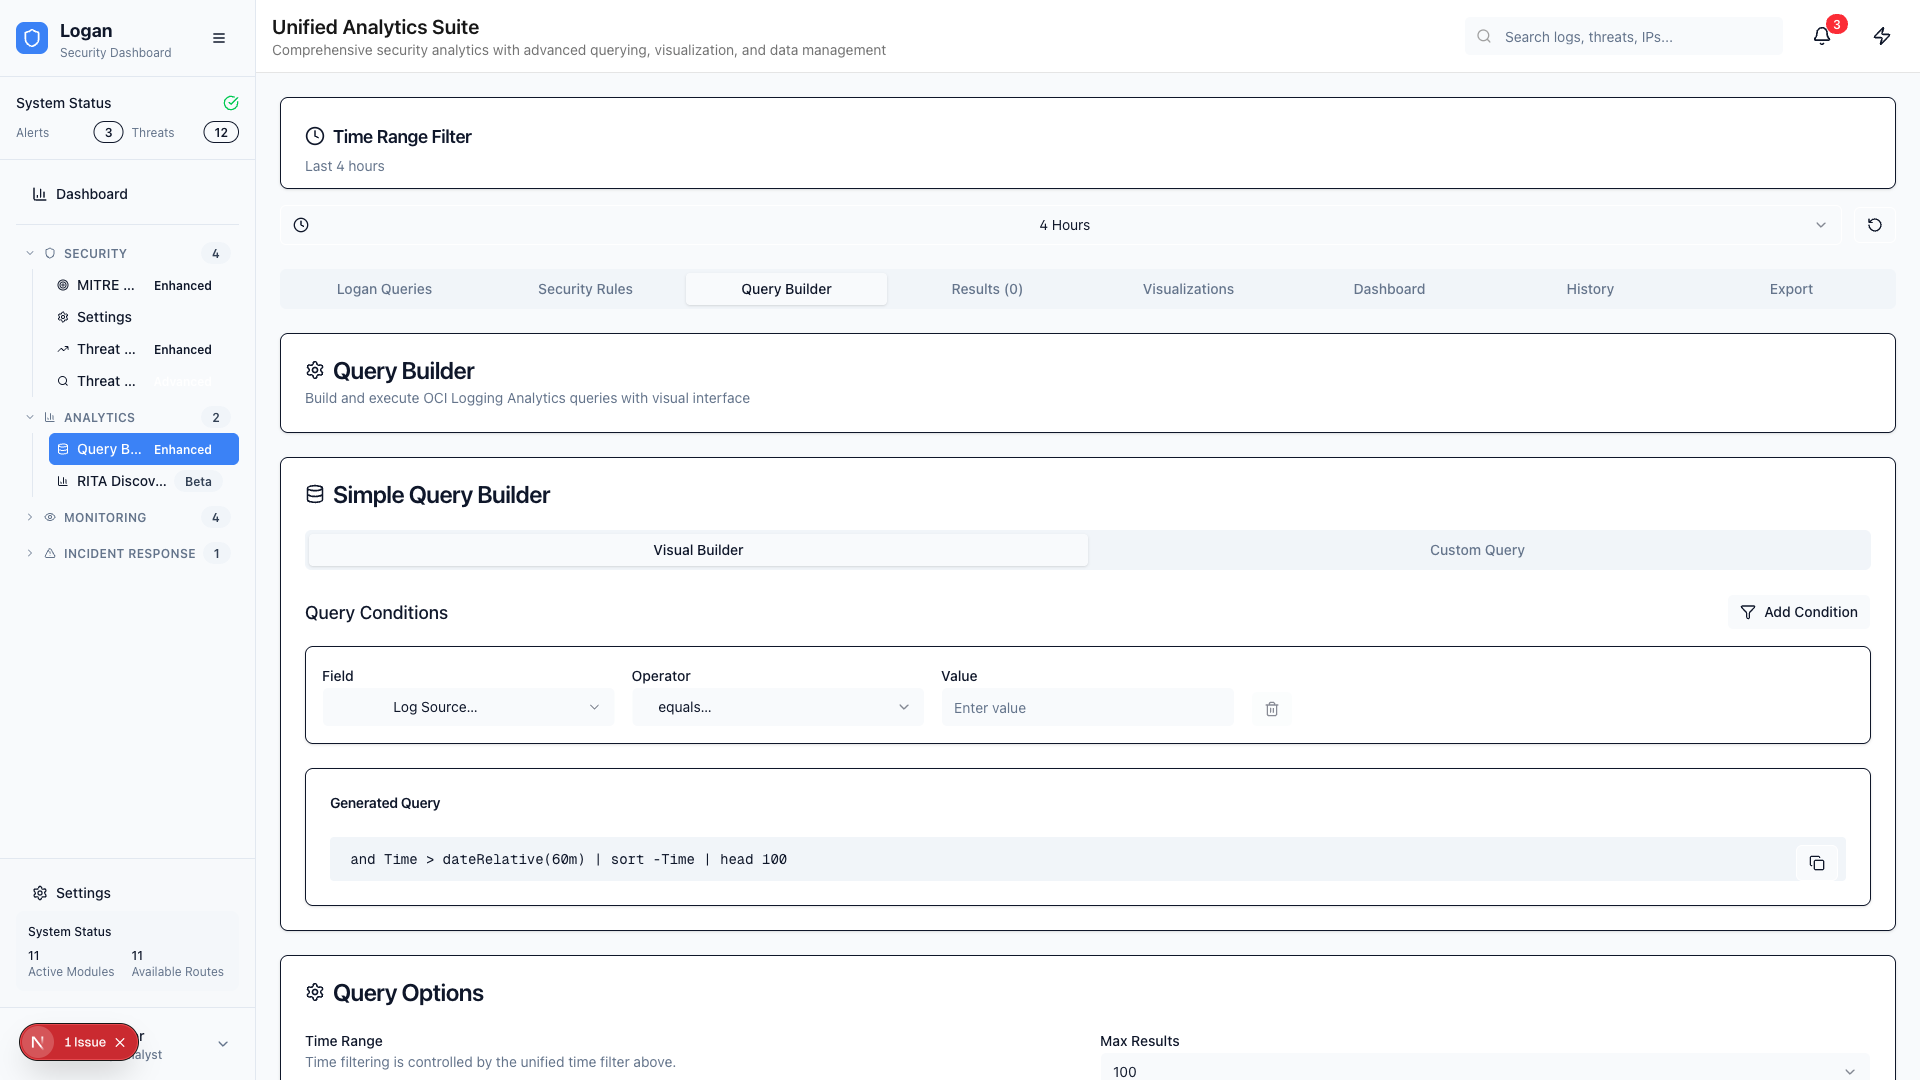 Logan
Security Dashboard
System Status
Alerts 3 Threats 12
Dashboard
SECURITY 4
MITRE ... Enhanced
Settings
Threat ... Enhanced
Threat ...
ANALYTICS 2
Query B... Enhanced
RITA Discov... Beta
MONITORING 4
INCIDENT RESPONSE 1
Settings
System Status
11 11
Active Modules Available Routes
N 1 Issue
Unified Analytics Suite
Comprehensive security analytics with advanced querying, visualization, and data management
Search logs, threats, IPs...
3
Time Range Filter
Last 4 hours
4 Hours
Logan Queries Security Rules Query Builder Results (0) Visualizations Dashboard History Export
Query Builder
Build and execute OCI Logging Analytics queries with visual interface
Simple Query Builder
Visual Builder Custom Query
Query Conditions
Add Condition
Field Operator Value
Log Source... equals... Enter value
Generated Query
and Time > dateRelative(60m) | sort -Time | head 100
Query Options
Time Range Max Results
Time filtering is controlled by the unified time filter above.
100